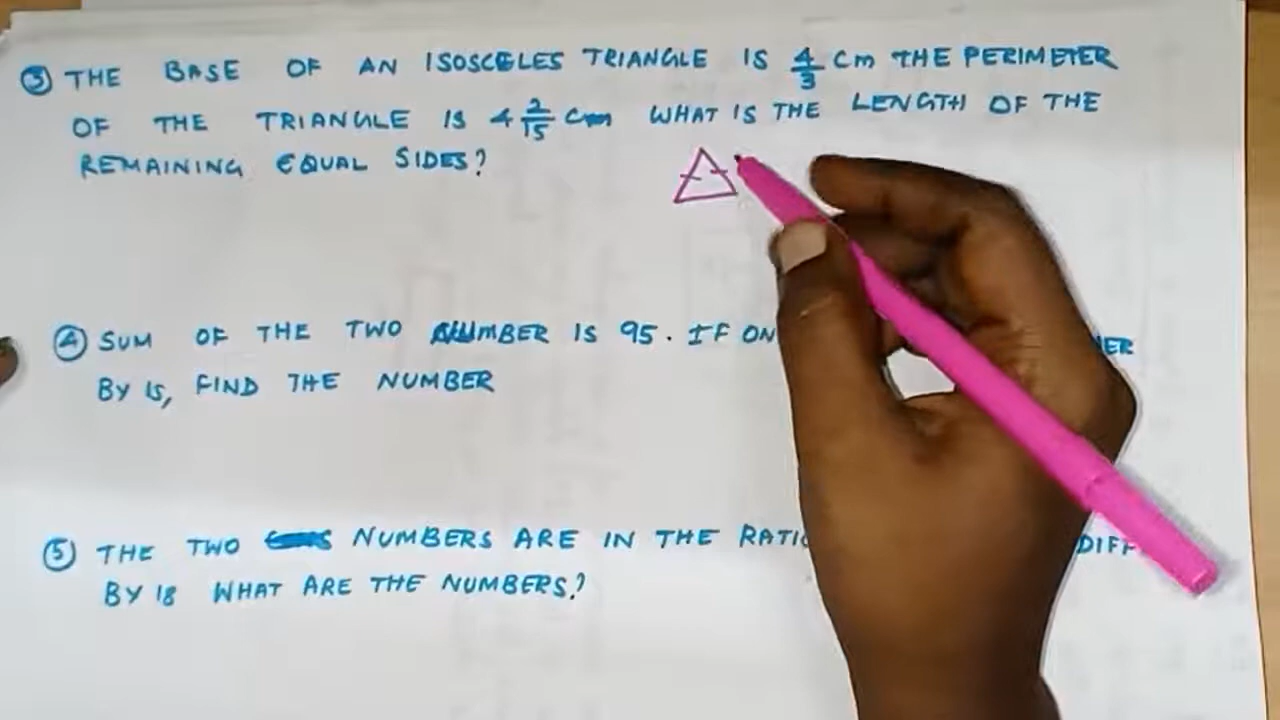 ③ THE BASE OF AN ISOSCELES TRIANGLE IS 4/3 Cm THE PERIMETER
OF THE TRIANGLE IS 4 2/15 Cm WHAT IS THE LENGTH OF THE
REMAINING EQUAL SIDES?
④ SUM OF THE TWO NUMBER IS 95. IF
BY 15, FIND THE NUMBER
⑤ THE TWO NUMBERS ARE IN THE
BY 18 WHAT ARE THE NUMBERS?